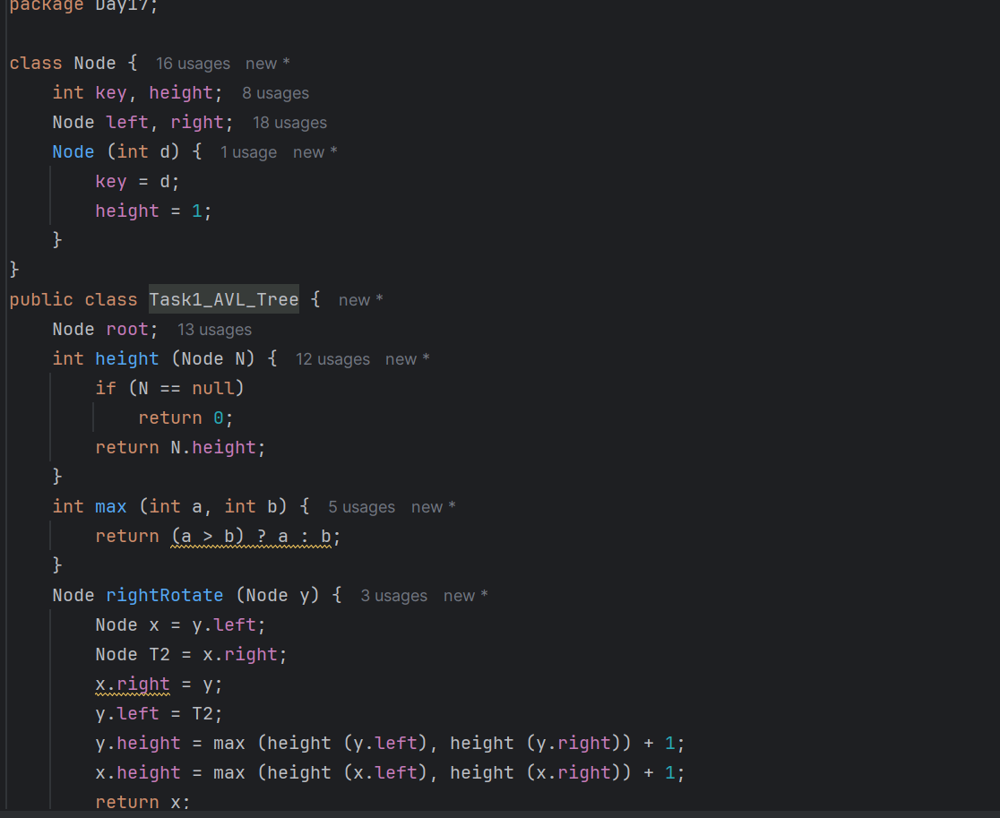 package Day17;
class Node {  16 usages  new *
    int key, height;  8 usages
    Node left, right;  18 usages
    Node (int d) {  1 usage  new *
        key = d;
        height = 1;
    }
}
public class Task1_AVL_Tree {  new *
    Node root;  13 usages
    int height (Node N) {  12 usages  new *
        if (N == null)
            return 0;
        return N.height;
    }
    int max (int a, int b) {  5 usages  new *
        return (a > b) ? a : b;
    }
    Node rightRotate (Node y) {  3 usages  new *
        Node x = y.left;
        Node T2 = x.right;
        x.right = y;
        y.left = T2;
        y.height = max (height (y.left), height (y.right)) + 1;
        x.height = max (height (x.left), height (x.right)) + 1;
        return x;